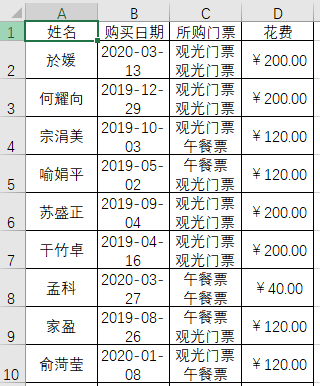 A B C D
1 姓名 购买日期 所购门票 花费
2 於媛 2020-03-13 观光门票 观光门票 ￥200.00
3 何耀向 2019-12-29 观光门票 观光门票 ￥200.00
4 宗涓美 2019-10-03 观光门票 午餐票 ￥120.00
5 喻娟平 2019-05-02 午餐票 观光门票 ￥120.00
6 苏盛正 2019-09-04 观光门票 观光门票 ￥200.00
7 干竹卓 2019-04-16 观光门票 观光门票 ￥200.00
8 孟科 2020-03-27 午餐票 午餐票 ￥40.00
9 家盈 2019-08-26 午餐票 观光门票 ￥120.00
10 俞菏莹 2020-01-08 观光门票 午餐票 ￥120.00